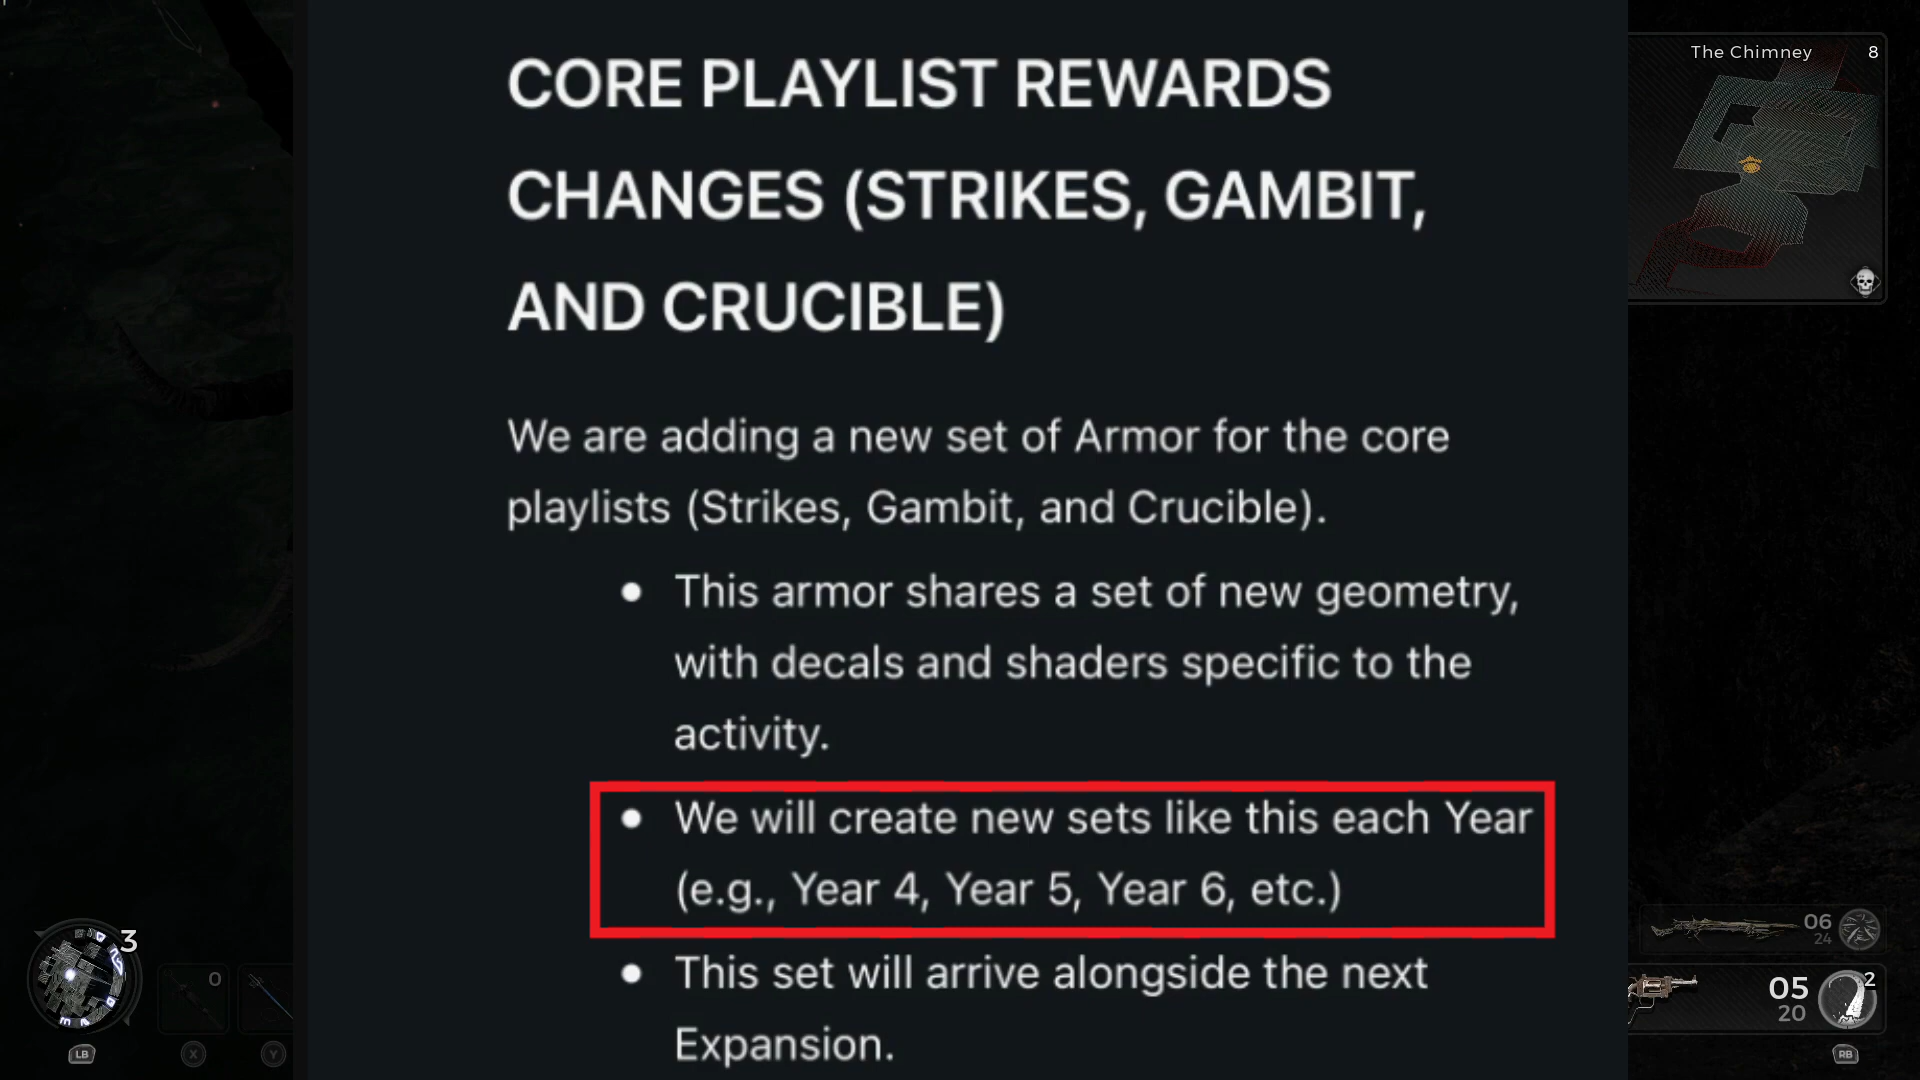 CORE PLAYLIST REWARDS
CHANGES (STRIKES, GAMBIT,
AND CRUCIBLE)
We are adding a new set of Armor for the core
playlists (Strikes, Gambit, and Crucible).
• This armor shares a set of new geometry,
with decals and shaders specific to the
activity.
• We will create new sets like this each Year
(e.g., Year 4, Year 5, Year 6, etc.)
• This set will arrive alongside the next
Expansion.
The Chimney 8
3
0
LB
X
Y
06
24
05
20
2
RB